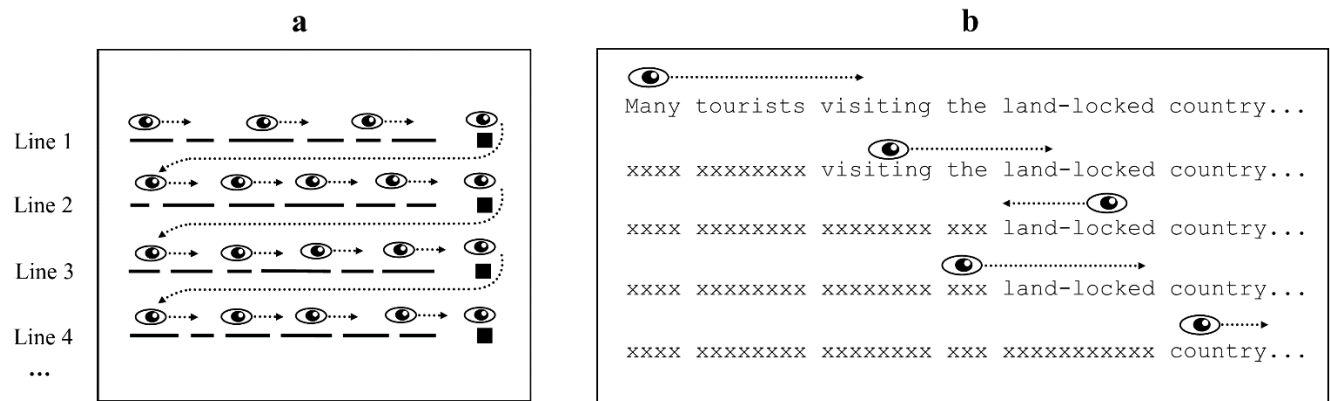 a
Line 1
Line 2
Line 3
Line 4
...
b
Many tourists visiting the land-locked country...
xxxx xxxxxxxx visiting the land-locked country...
xxxx xxxxxxxx xxxxxxxx xxx land-locked country...
xxxx xxxxxxxx xxxxxxxx xxx land-locked country...
xxxx xxxxxxxx xxxxxxxx xxx xxxxxxxxxxx country...